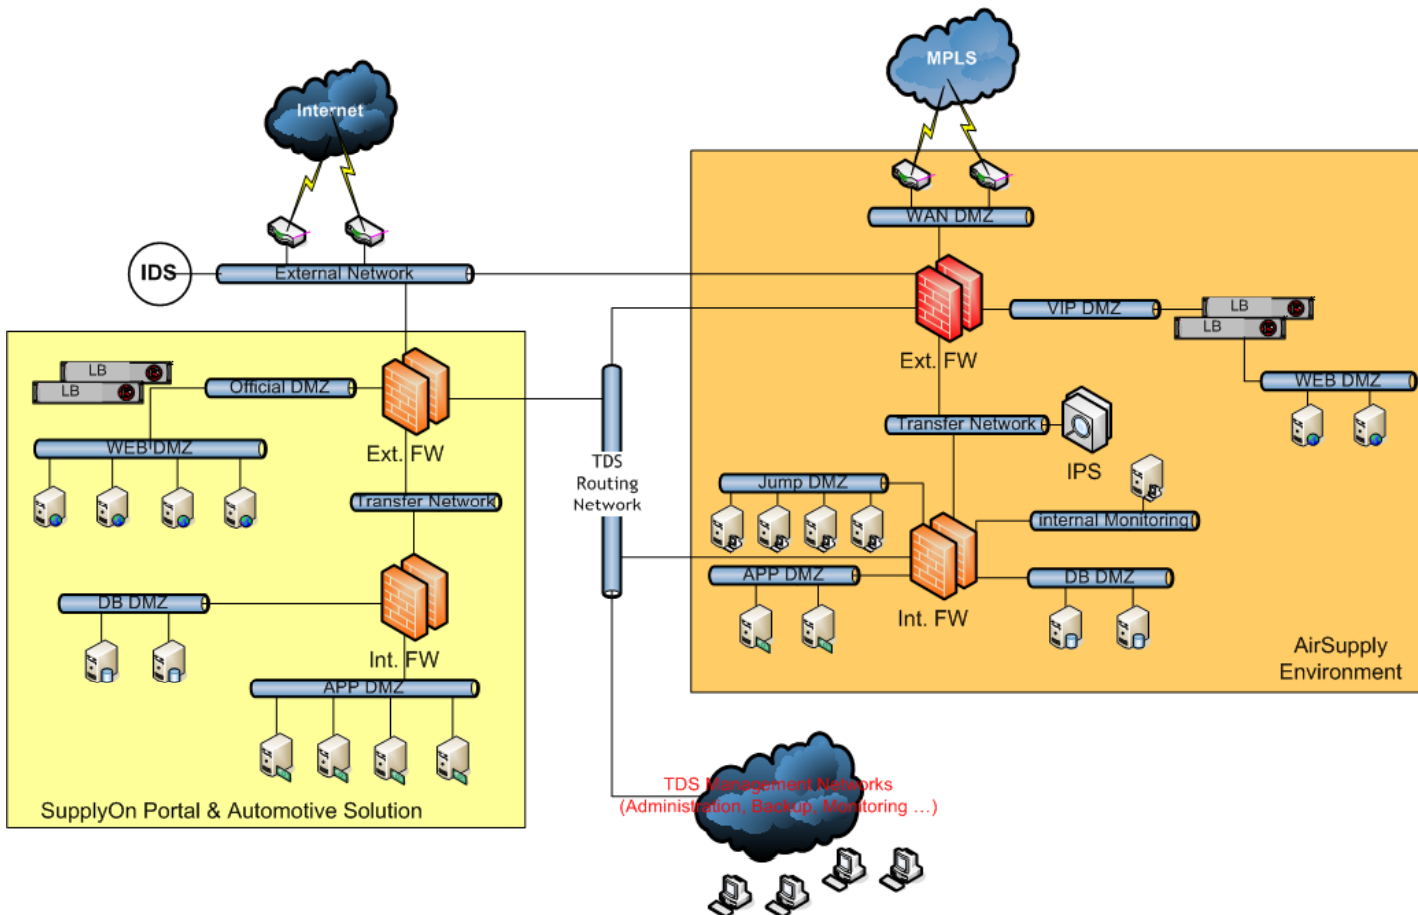 MPLS
Internet
WAN DMZ
IDS
External Network
VIP DMZ
LB
LB
Ext. FW
LB
LB
Official DMZ
WEB DMZ
WEB DMZ
Ext. FW
Transfer Network
IPS
TDS
Routing
Network
Jump DMZ
Transfer Network
internal Monitoring
APP DMZ
DB DMZ
DB DMZ
Int. FW
Int. FW
AirSupply
Environment
APP DMZ
TDS Management Networks
(Administration, Backup, Monitoring ...)
SupplyOn Portal & Automotive Solution